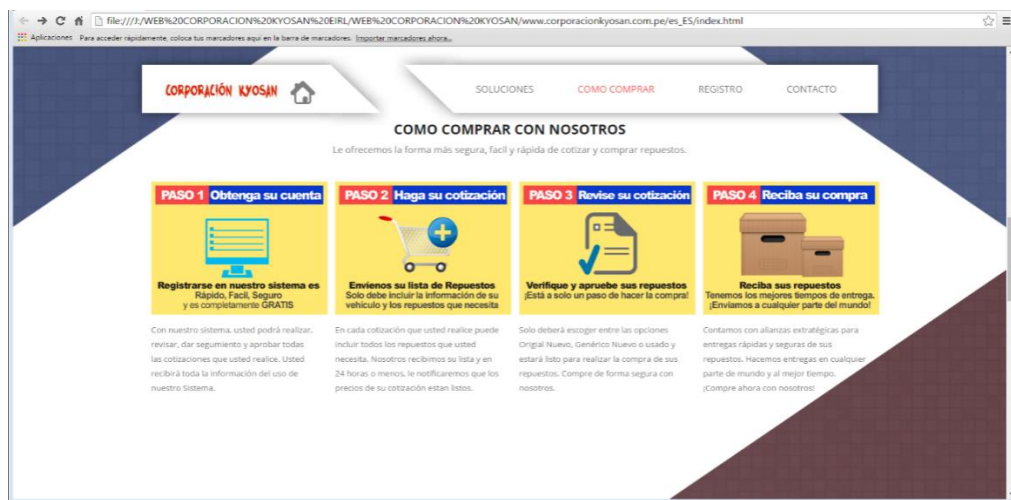 file:///J:/WEB%20CORPORACION%20KYOSAN%20EIRL/WEB%20CORPORACION%20KYOSAN/www.corporacionkyosan.com.pe/es_ES/index.html
Aplicaciones Para acceder rápidamente, coloca tus marcadores aquí en la barra de marcadores. Importar marcadores ahora...
CORPORACIÓN KYOSAN
SOLUCIONES COMO COMPRAR REGISTRO CONTACTO
COMO COMPRAR CON NOSOTROS
Le ofrecemos la forma más segura, facil y rápida de cotizar y comprar repuestos.
PASO 1 Obtenga su cuenta
Registrarse en nuestro sistema es
Rápido, Facil, Seguro
y es completamente GRATIS
Con nuestro sistema, usted podrá realizar,
revisar, dar segumiento y aprobar todas
las cotizaciones que usted realice. Usted
recibirá toda la información del uso de
nuestro Sistema.
PASO 2 Haga su cotización
Envíenos su lista de Repuestos
Solo debe incluir la información de su
vehículo y los repuestos que necesita
En cada cotización que usted realice puede
incluir todos los repuestos que usted
necesita. Nosotros recibimos su lista y en
24 horas o menos, le notificaremos que los
precios de su cotización estan listos.
PASO 3 Revise su cotización
Verifique y apruebe sus repuestos
¡Está a solo un paso de hacer la compra!
Solo deberá escoger entre las opciones
Origial Nuevo, Genérico Nuevo o usado y
estará listo para realizar la compra de sus
repuestos. Compre de forma segura con
nosotros.
PASO 4 Reciba su compra
Reciba sus repuestos
Tenemos los mejores tiempos de entrega.
¡Enviamos a cualquier parte del mundo!
Contamos con alianzas extratégicas para
entregas rápidas y seguras de sus
repuestos. Hacemos entregas en cualquier
parte de mundo y al mejor tiempo.
¡Compre ahora con nosotros!